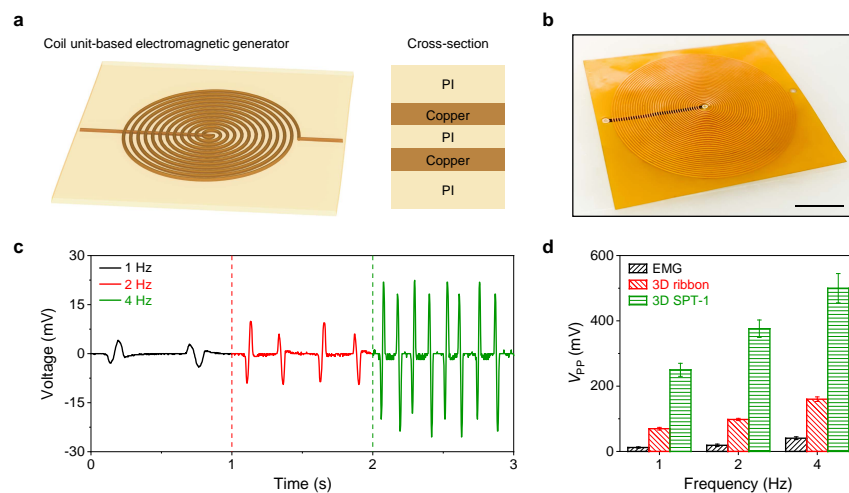 a
Coil unit-based electromagnetic generator
Cross-section
PI
Copper
PI
Copper
PI
b
c
30
15
0
-15
-30
Voltage (mV)
1 Hz
2 Hz
4 Hz
0
1
2
3
Time (s)
d
600
400
200
0
VPP (mV)
EMG
3D ribbon
3D SPT-1
1
2
4
Frequency (Hz)